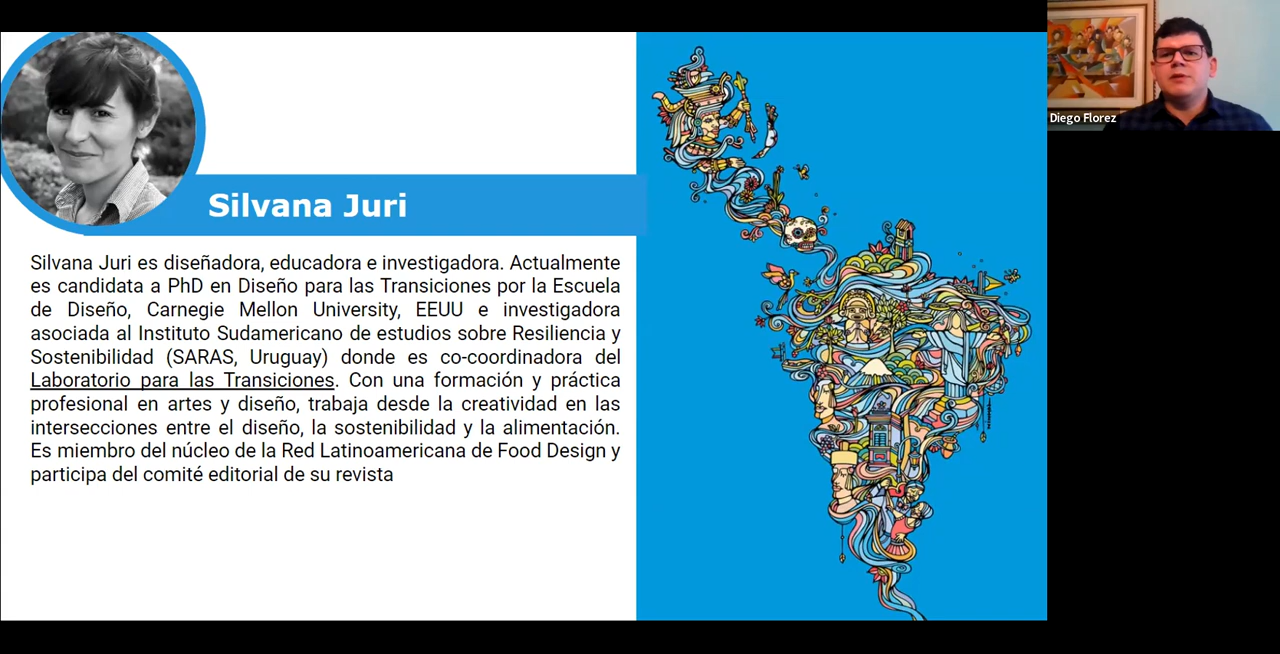 Silvana Juri
Silvana Juri es diseñadora, educadora e investigadora. Actualmente
es candidata a PhD en Diseño para las Transiciones por la Escuela
de Diseño, Carnegie Mellon University, EEUU e investigadora
asociada al Instituto Sudamericano de estudios sobre Resiliencia y
Sostenibilidad (SARAS, Uruguay) donde es co-coordinadora del
Laboratorio para las Transiciones. Con una formación y práctica
profesional en artes y diseño, trabaja desde la creatividad en las
intersecciones entre el diseño, la sostenibilidad y la alimentación.
Es miembro del núcleo de la Red Latinoamericana de Food Design y
participa del comité editorial de su revista
Diego Florez